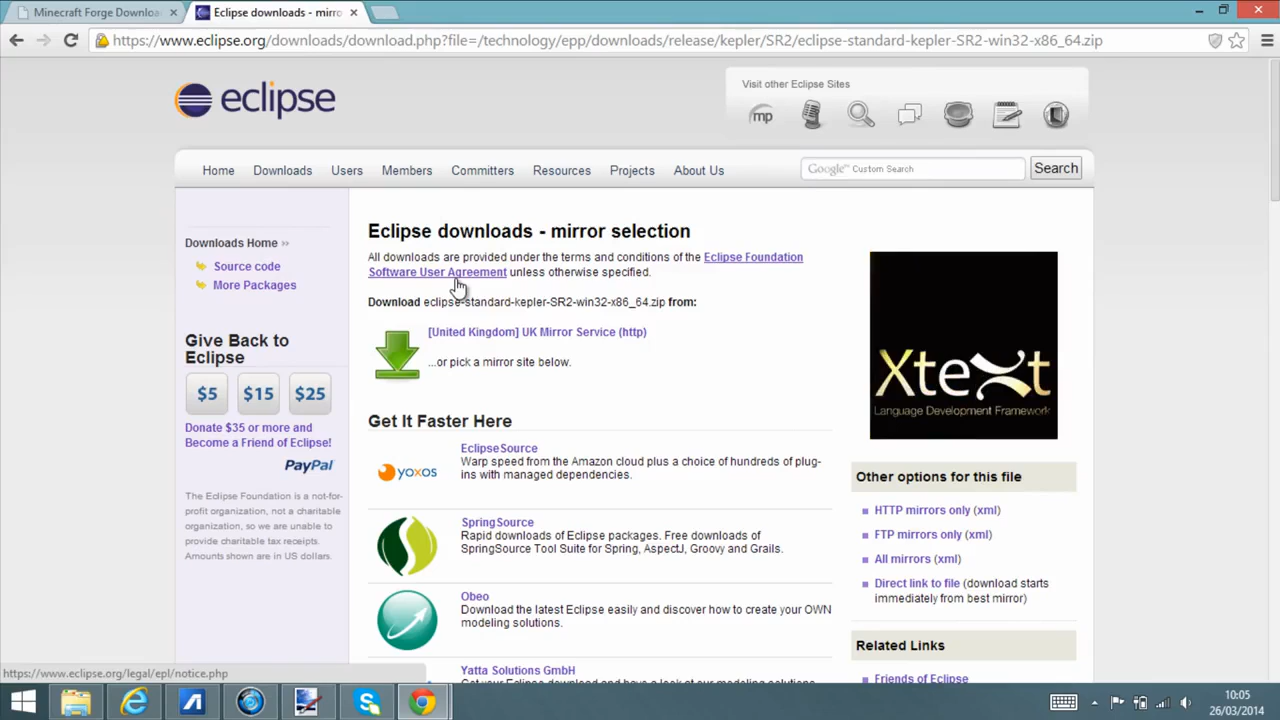 Minecraft Forge Downloa
Eclipse downloads - mirro
https://www.eclipse.org/downloads/download.php?file=/technology/epp/downloads/release/kepler/SR2/eclipse-standard-kepler-SR2-win32-x86_64.zip
eclipse
Visit other Eclipse Sites
mp
Home Downloads Users Members Committers Resources Projects About Us
Google™ Custom Search
Search
Downloads Home »
Source code
More Packages
Give Back to
Eclipse
$5 $15 $25
Donate $35 or more and
Become a Friend of Eclipse!
PayPal
The Eclipse Foundation is a not-for-
profit organization, not a charitable
organization, so we are unable to
provide charitable tax receipts.
Amounts shown are in US dollars.
Eclipse downloads - mirror selection
All downloads are provided under the terms and conditions of the Eclipse Foundation
Software User Agreement unless otherwise specified.
Download eclipse-standard-kepler-SR2-win32-x86_64.zip from:
[United Kingdom] UK Mirror Service (http)
...or pick a mirror site below.
Get It Faster Here
yoxos
EclipseSource
Warp speed from the Amazon cloud plus a choice of hundreds of plug-
ins with managed dependencies.
SpringSource
Rapid downloads of Eclipse packages. Free downloads of
SpringSource Tool Suite for Spring, AspectJ, Groovy and Grails.
Obeo
Download the latest Eclipse easily and discover how to create your OWN
modeling solutions.
Yatta Solutions GmbH
Get your Eclipse download and have a look at our modeling solutions
Xtext
Language Development Framework
Other options for this file
HTTP mirrors only (xml)
FTP mirrors only (xml)
All mirrors (xml)
Direct link to file (download starts
immediately from best mirror)
Related Links
Friends of Eclipse
https://www.eclipse.org/legal/epl/notice.php
10:05
26/03/2014